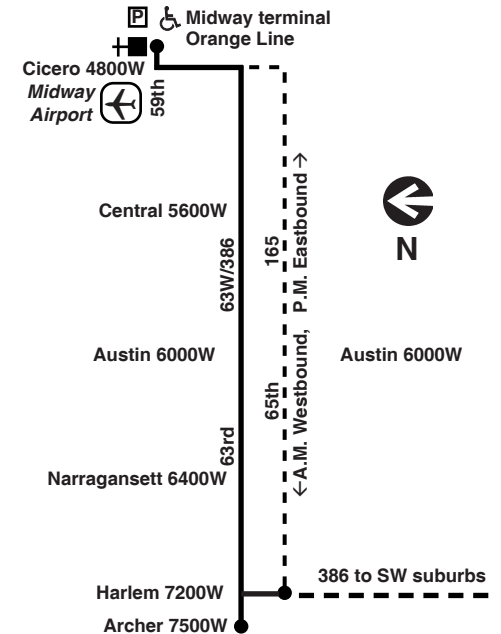 P
Midway terminal
Orange Line
Cicero 4800W
Midway
Airport
59th
Central 5600W
63W/386
165
←A.M. Westbound, P.M. Eastbound→
N
Austin 6000W
Austin 6000W
65th
63rd
Narragansett 6400W
386 to SW suburbs
Harlem 7200W
Archer 7500W